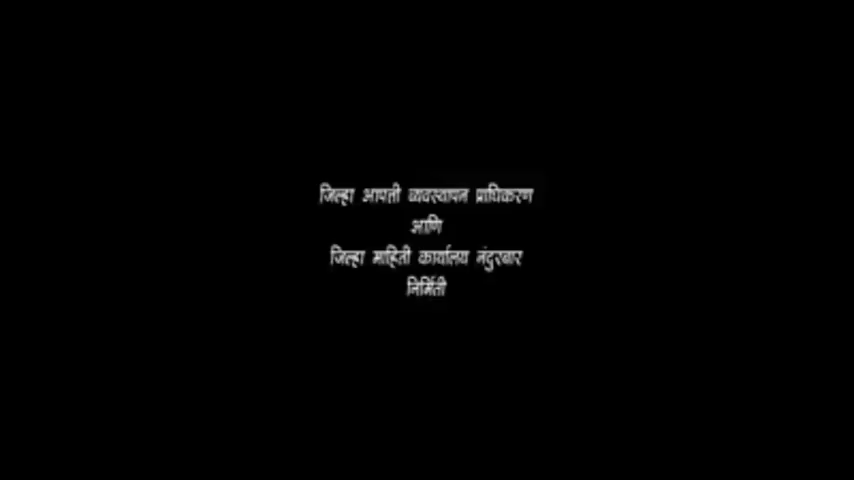 जिल्हा आपत्ती व्यवस्थापन प्राधिकरण
आणि
जिल्हा माहिती कार्यालय नंदुरबार
निर्मिती